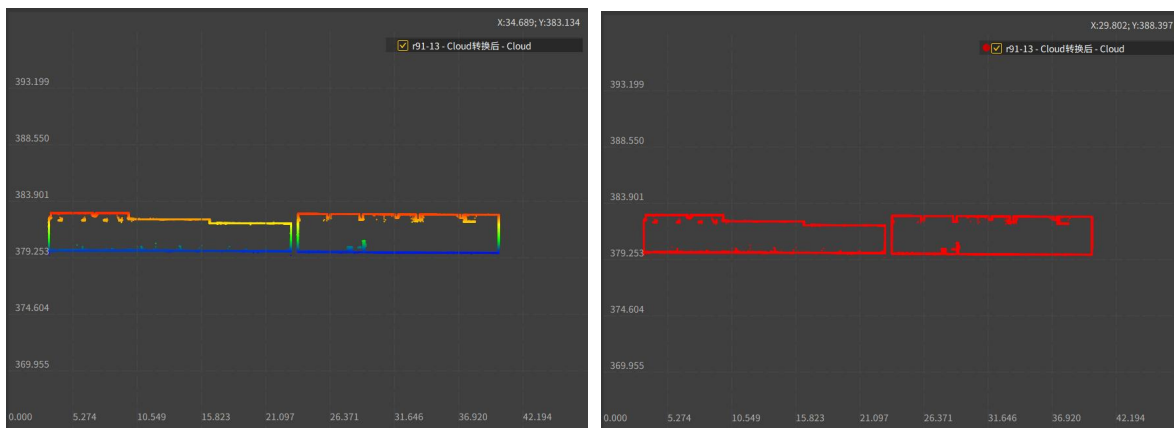 X:34.689; Y:383.134
r91-13 - Cloud转换后 - Cloud
393.199
388.550
383.901
379.253
374.604
369.955
0.000 5.274 10.549 15.823 21.097 26.371 31.646 36.920 42.194
X:29.802; Y:388.397
r91-13 - Cloud转换后 - Cloud
393.199
388.550
383.901
379.253
374.604
369.955
0.000 5.274 10.549 15.823 21.097 26.371 31.646 36.920 42.194